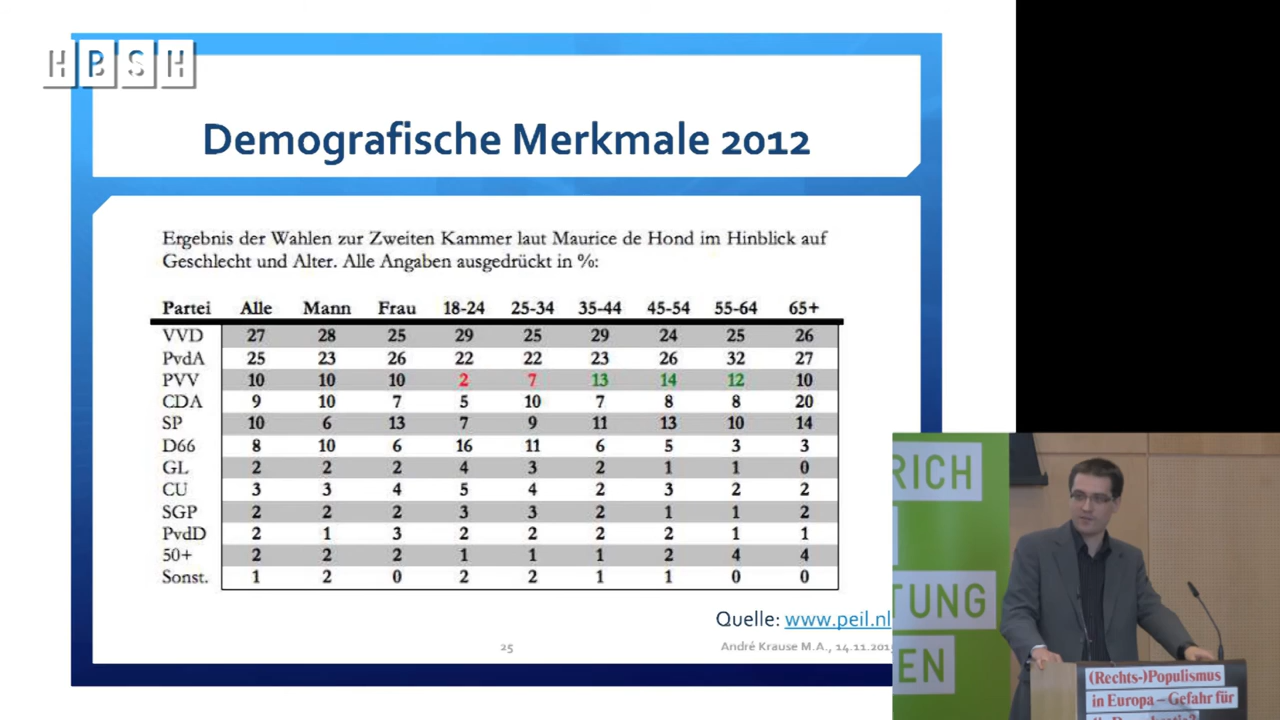 HBSH
Demografische Merkmale 2012
Ergebnis der Wahlen zur Zweiten Kammer laut Maurice de Hond im Hinblick auf
Geschlecht und Alter. Alle Angaben ausgedrückt in %:
Partei Alle Mann Frau 18-24 25-34 35-44 45-54 55-64 65+
VVD 27 28 25 29 25 29 24 25 26
PvdA 25 23 26 22 22 23 26 32 27
PVV 10 10 10 2 7 13 14 12 10
CDA 9 10 7 5 10 7 8 8 20
SP 10 6 13 7 9 11 13 10 14
D66 8 10 6 16 11 6 5 3 3
GL 2 2 2 4 3 2 1 1 0
CU 3 3 4 5 4 2 3 2 2
SGP 2 2 2 3 3 2 1 1 2
PvdD 2 1 3 2 2 2 2 1 1
50+ 2 2 2 1 1 1 2 4 4
Sonst. 1 2 0 2 2 1 1 0 0
Quelle: www.peil.nl
25
André Krause M.A., 14.11.201
RICH
TUNG
EN
(Rechts-)Populismus
in Europa – Gefahr für